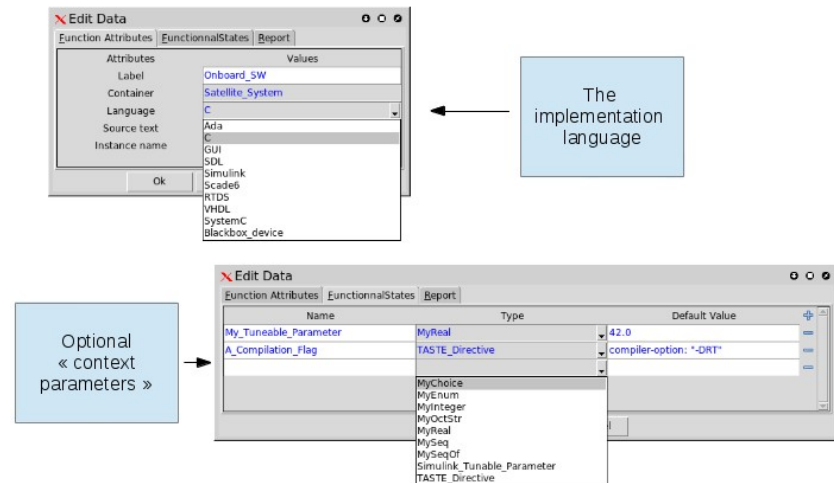 Edit Data
Function Attributes FunctionnalStates Report
Attributes Values
Label Onboard_SW
Container Satellite_System
Language C
Source text
Instance name
Ada
C
GUI
SDL
Simulink
Scade6
RTDS
VHDL
SystemC
Blackbox_device
Ok
The
implementation
language
Optional
« context
parameters »
Edit Data
Function Attributes FunctionnalStates Report
Name Type Default Value
My_Tuneable_Parameter MyReal 42.0
A_Compilation_Flag TASTE_Directive compiler-option: "-DRT"
MyChoice
MyEnum
MyInteger
MyOctStr
MyReal
MySeq
MySeqOf
Simulink_Tunable_Parameter
TASTE_Directive